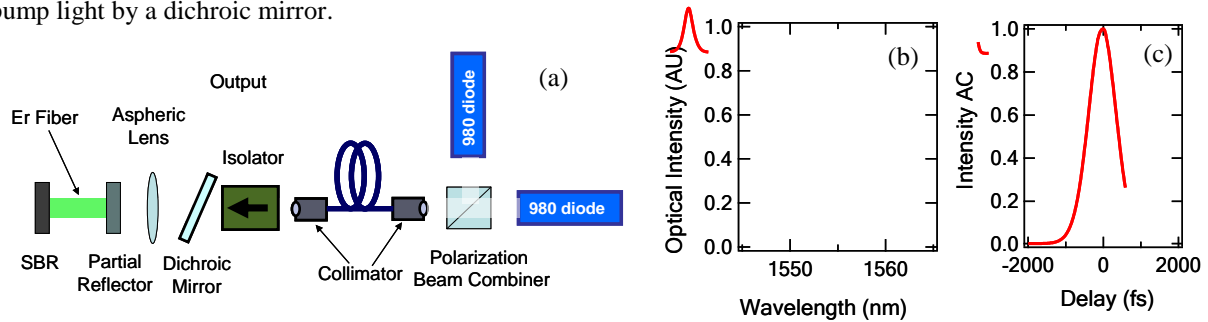 pump light by a dichroic mirror.
(a)
Output
Er Fiber
Aspheric
Lens
Isolator
980 diode
980 diode
SBR
Partial
Reflector
Dichroic
Mirror
Collimator
Polarization
Beam Combiner
(b)
Optical Intensity (AU)
1.0
0.8
0.6
0.4
0.2
0.0
1550 1560
Wavelength (nm)
(c)
Intensity AC
1.0
0.8
0.6
0.4
0.2
0.0
-2000 0 2000
Delay (fs)